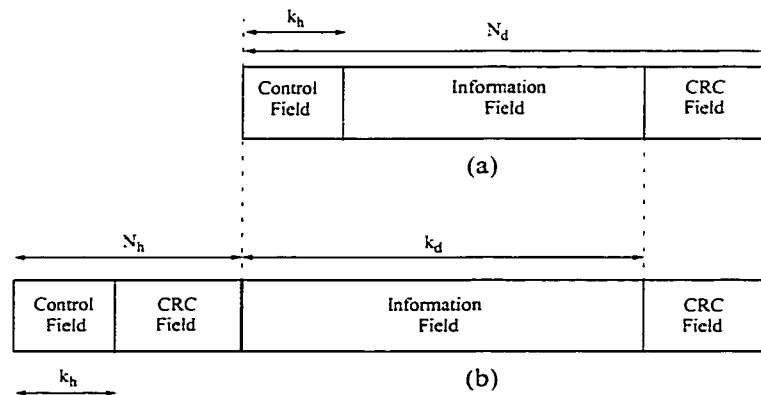 k_h
N_d
Control Information CRC
Field Field Field
(a)
N_h k_d
Control CRC Information CRC
Field Field Field Field
k_h
(b)